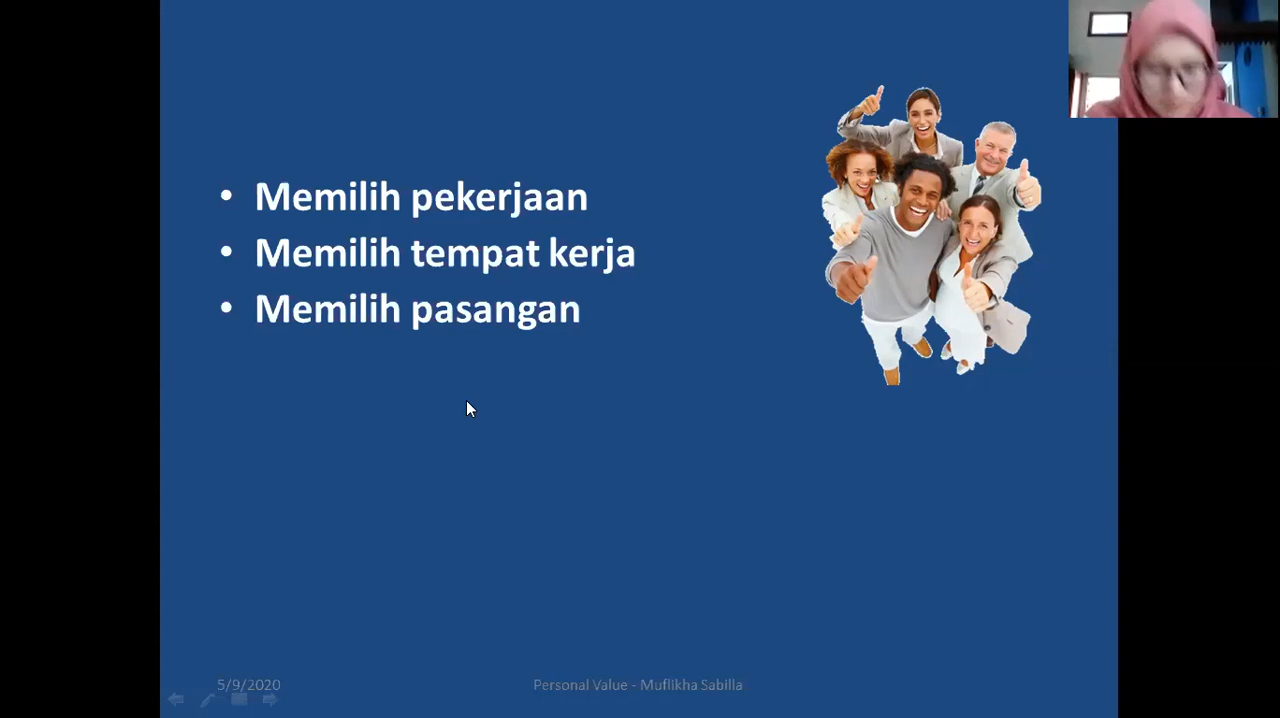 • Memilih pekerjaan
• Memilih tempat kerja
• Memilih pasangan
5/9/2020
Personal Value - Muflikha Sabilla